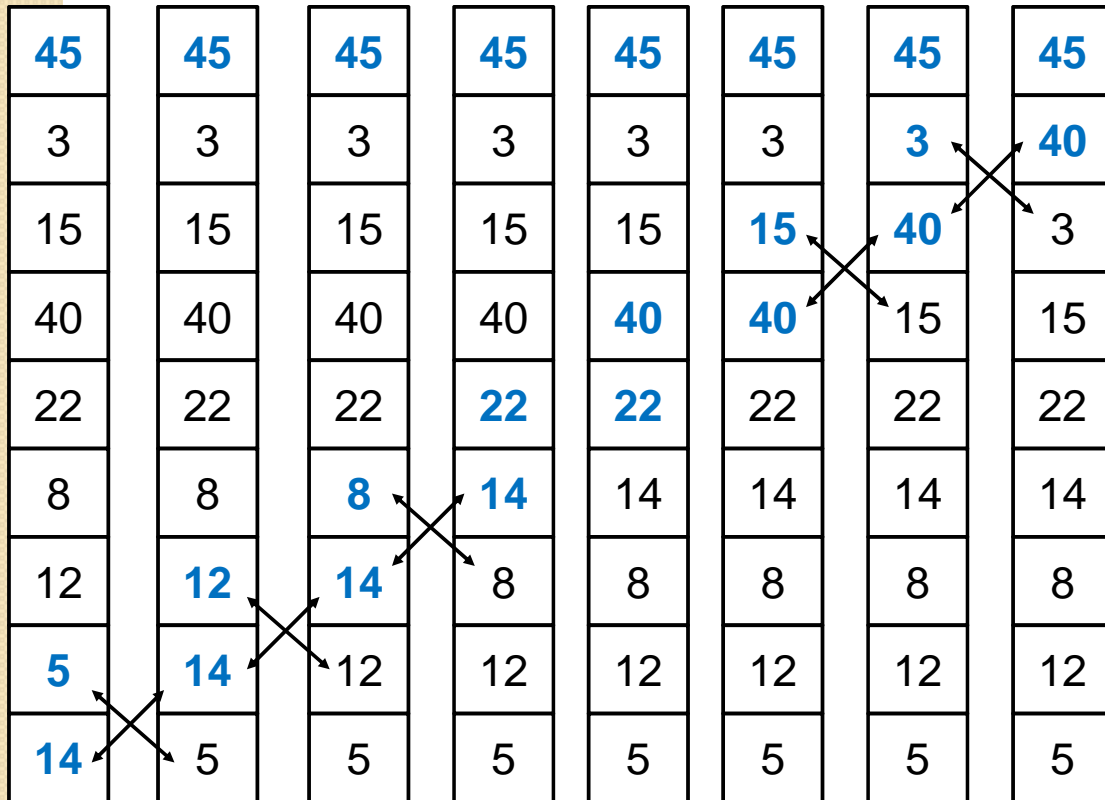 45 45 45 45 45 45 45 45
3 3 3 3 3 3 3 40
15 15 15 15 15 15 40 3
40 40 40 40 40 40 15 15
22 22 22 22 22 22 22 22
8 8 8 14 14 14 14 14
12 12 14 8 8 8 8 8
5 14 12 12 12 12 12 12
14 5 5 5 5 5 5 5